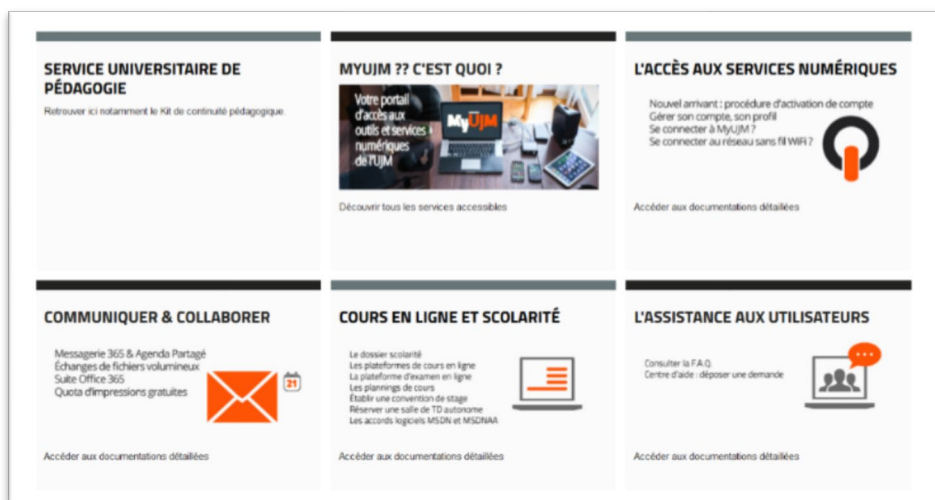 SERVICE UNIVERSITAIRE DE
PÉDAGOGIE
Retrouver ici notamment le Kit de continuité pédagogique.
MYUJM ?? C'EST QUOI ?
Votre portail
d'accès aux
outils et services
numériques
de l'UJM
MyUJM
Découvrir tous les services accessibles
L'ACCÈS AUX SERVICES NUMÉRIQUES
Nouvel arrivant : procédure d'activation de compte
Gérer son compte, son profil
Se connecter à MyUJM ?
Se connecter au réseau sans fil WiFi ?
Accéder aux documentations détaillées
COMMUNIQUER & COLLABORER
Messagerie 365 & Agenda Partagé
Échanges de fichiers volumineux
Suite Office 365
Quota d'impressions gratuites
21
Accéder aux documentations détaillées
COURS EN LIGNE ET SCOLARITÉ
Le dossier scolarité
Les plateformes de cours en ligne
La plateforme d'examen en ligne
Les plannings de cours
Établir une convention de stage
Réserver une salle de TD autonome
Les accords logiciels MSDN et MSDNAA
Accéder aux documentations détaillées
L'ASSISTANCE AUX UTILISATEURS
Consulter la F.A.Q.
Centre d'aide : déposer une demande
Accéder aux documentations détaillées